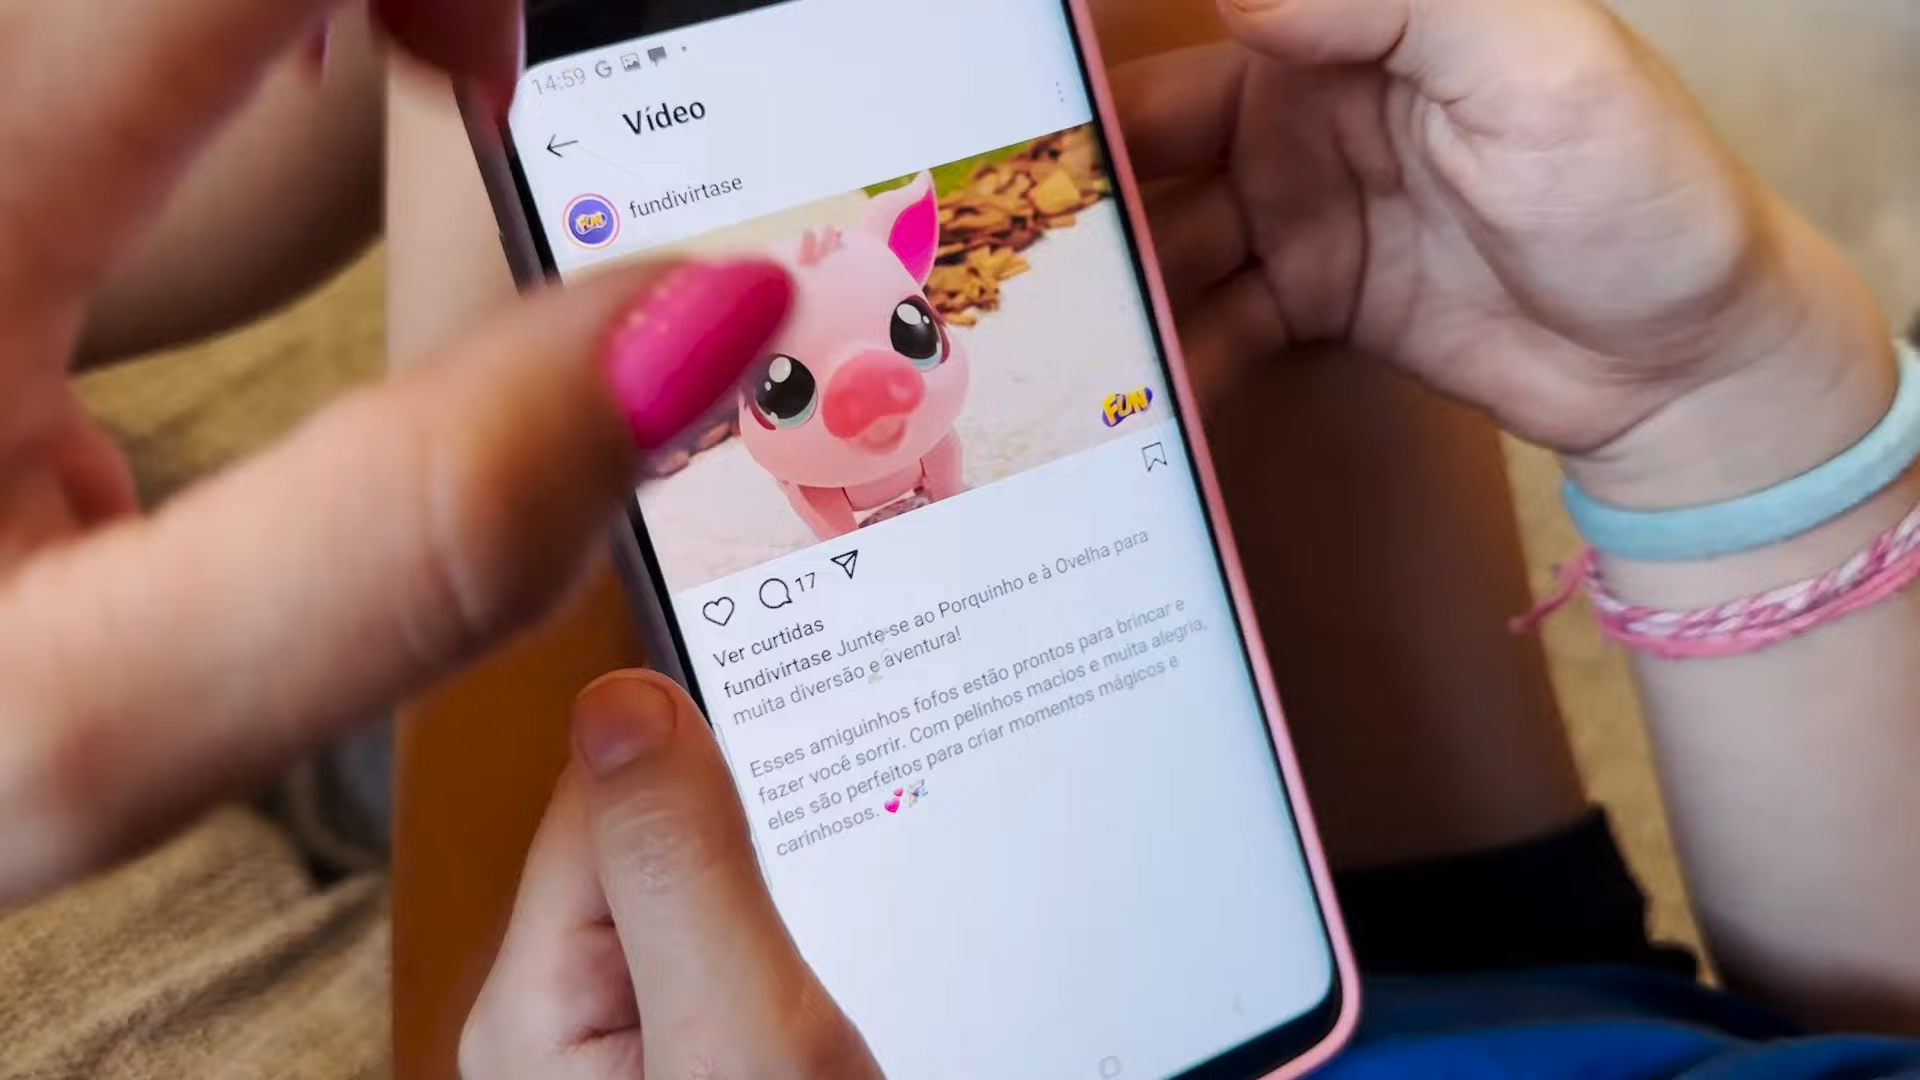 14:59 G
Vídeo
fundivirtase
FUN
FUN
17
Ver curtidas
fundivirtase Junte-se ao Porquinho e à Ovelha para
muita diversão e aventura!
Esses amiguinhos fofos estão prontos para brincar e
fazer você sorrir. Com pelinhos macios e muita alegria,
eles são perfeitos para criar momentos mágicos e
carinhosos. 💕🎉